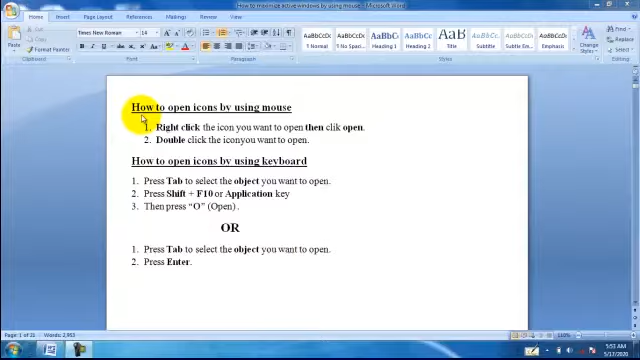 How to maximize active windows by using mouse - Microsoft Word
Home Insert Page Layout References Mailings Review View
Times New Roman 14
Paste
Format Painter
AaBbCcDc AaBbCcDc AaBbC AaBbCc AaB AaBbCc AaBbCcDc AaBbCcDc
¶ Normal ¶ No Spaci... Heading 1 Heading 2 Title Subtitle Subtle Em... Emphasis
Change Styles
Find
Replace
Select
Clipboard Font Paragraph Styles Editing
How to open icons by using mouse
1. Right click the icon you want to open then clik open.
2. Double click the iconyou want to open.
How to open icons by using keyboard
1. Press Tab to select the object you want to open.
2. Press Shift + F10 or Application key
3. Then press “O” (Open) .
OR
1. Press Tab to select the object you want to open.
2. Press Enter.
Page: 1 of 21 Words: 2,953
110%
5:53 AM
5/17/2020